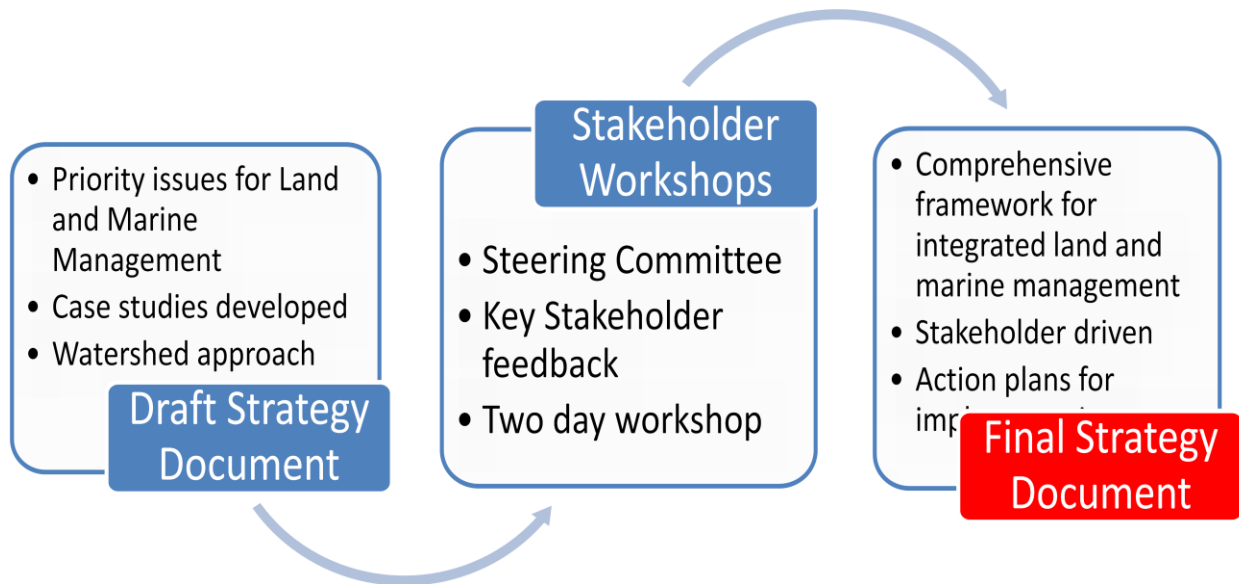 • Priority issues for Land
and Marine
Management
• Case studies developed
• Watershed approach
Draft Strategy
Document
Stakeholder
Workshops
• Steering Committee
• Key Stakeholder
feedback
• Two day workshop
• Comprehensive
framework for
integrated land and
marine management
• Stakeholder driven
• Action plans for
Final Strategy
Document